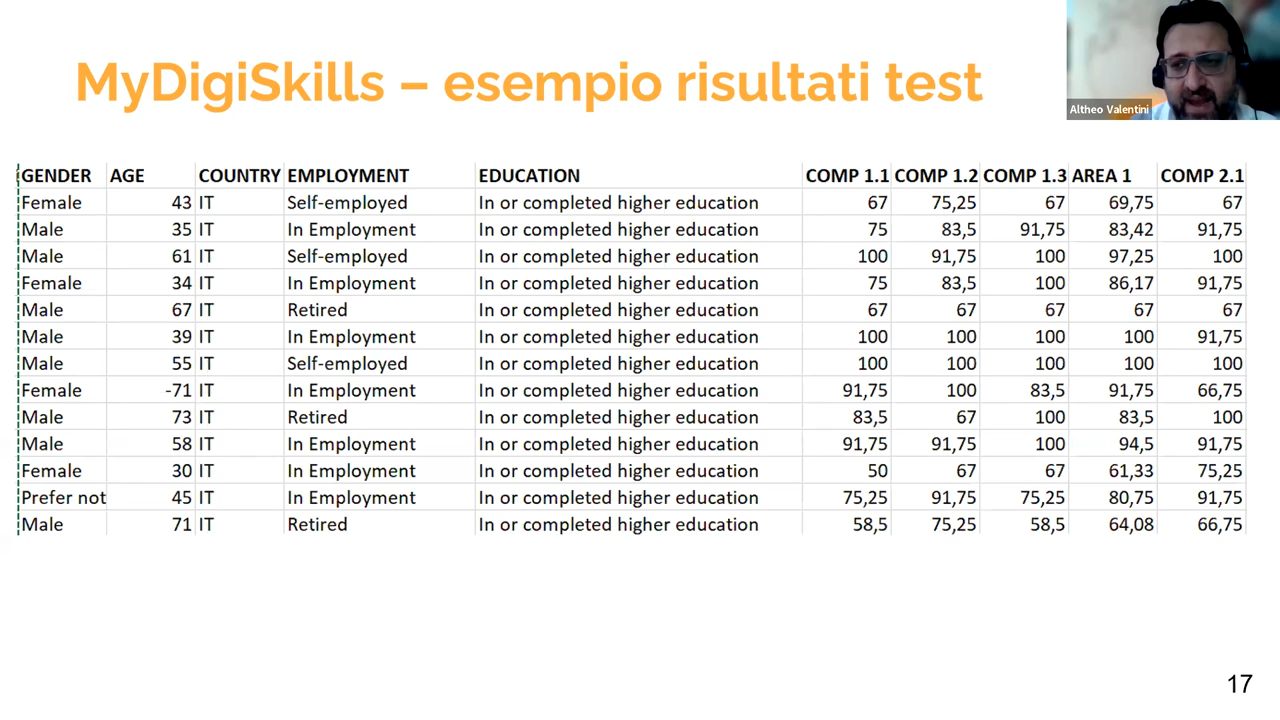 MyDigiSkills – esempio risultati test
Altheo Valentini
GENDER AGE COUNTRY EMPLOYMENT EDUCATION COMP 1.1 COMP 1.2 COMP 1.3 AREA 1 COMP 2.1
Female 43 IT Self-employed In or completed higher education 67 75,25 67 69,75 67
Male 35 IT In Employment In or completed higher education 75 83,5 91,75 83,42 91,75
Male 61 IT Self-employed In or completed higher education 100 91,75 100 97,25 100
Female 34 IT In Employment In or completed higher education 75 83,5 100 86,17 91,75
Male 67 IT Retired In or completed higher education 67 67 67 67 67
Male 39 IT In Employment In or completed higher education 100 100 100 100 91,75
Male 55 IT Self-employed In or completed higher education 100 100 100 100 100
Female -71 IT In Employment In or completed higher education 91,75 100 83,5 91,75 66,75
Male 73 IT Retired In or completed higher education 83,5 67 100 83,5 100
Male 58 IT In Employment In or completed higher education 91,75 91,75 100 94,5 91,75
Female 30 IT In Employment In or completed higher education 50 67 67 61,33 75,25
Prefer not 45 IT In Employment In or completed higher education 75,25 91,75 75,25 80,75 91,75
Male 71 IT Retired In or completed higher education 58,5 75,25 58,5 64,08 66,75
17